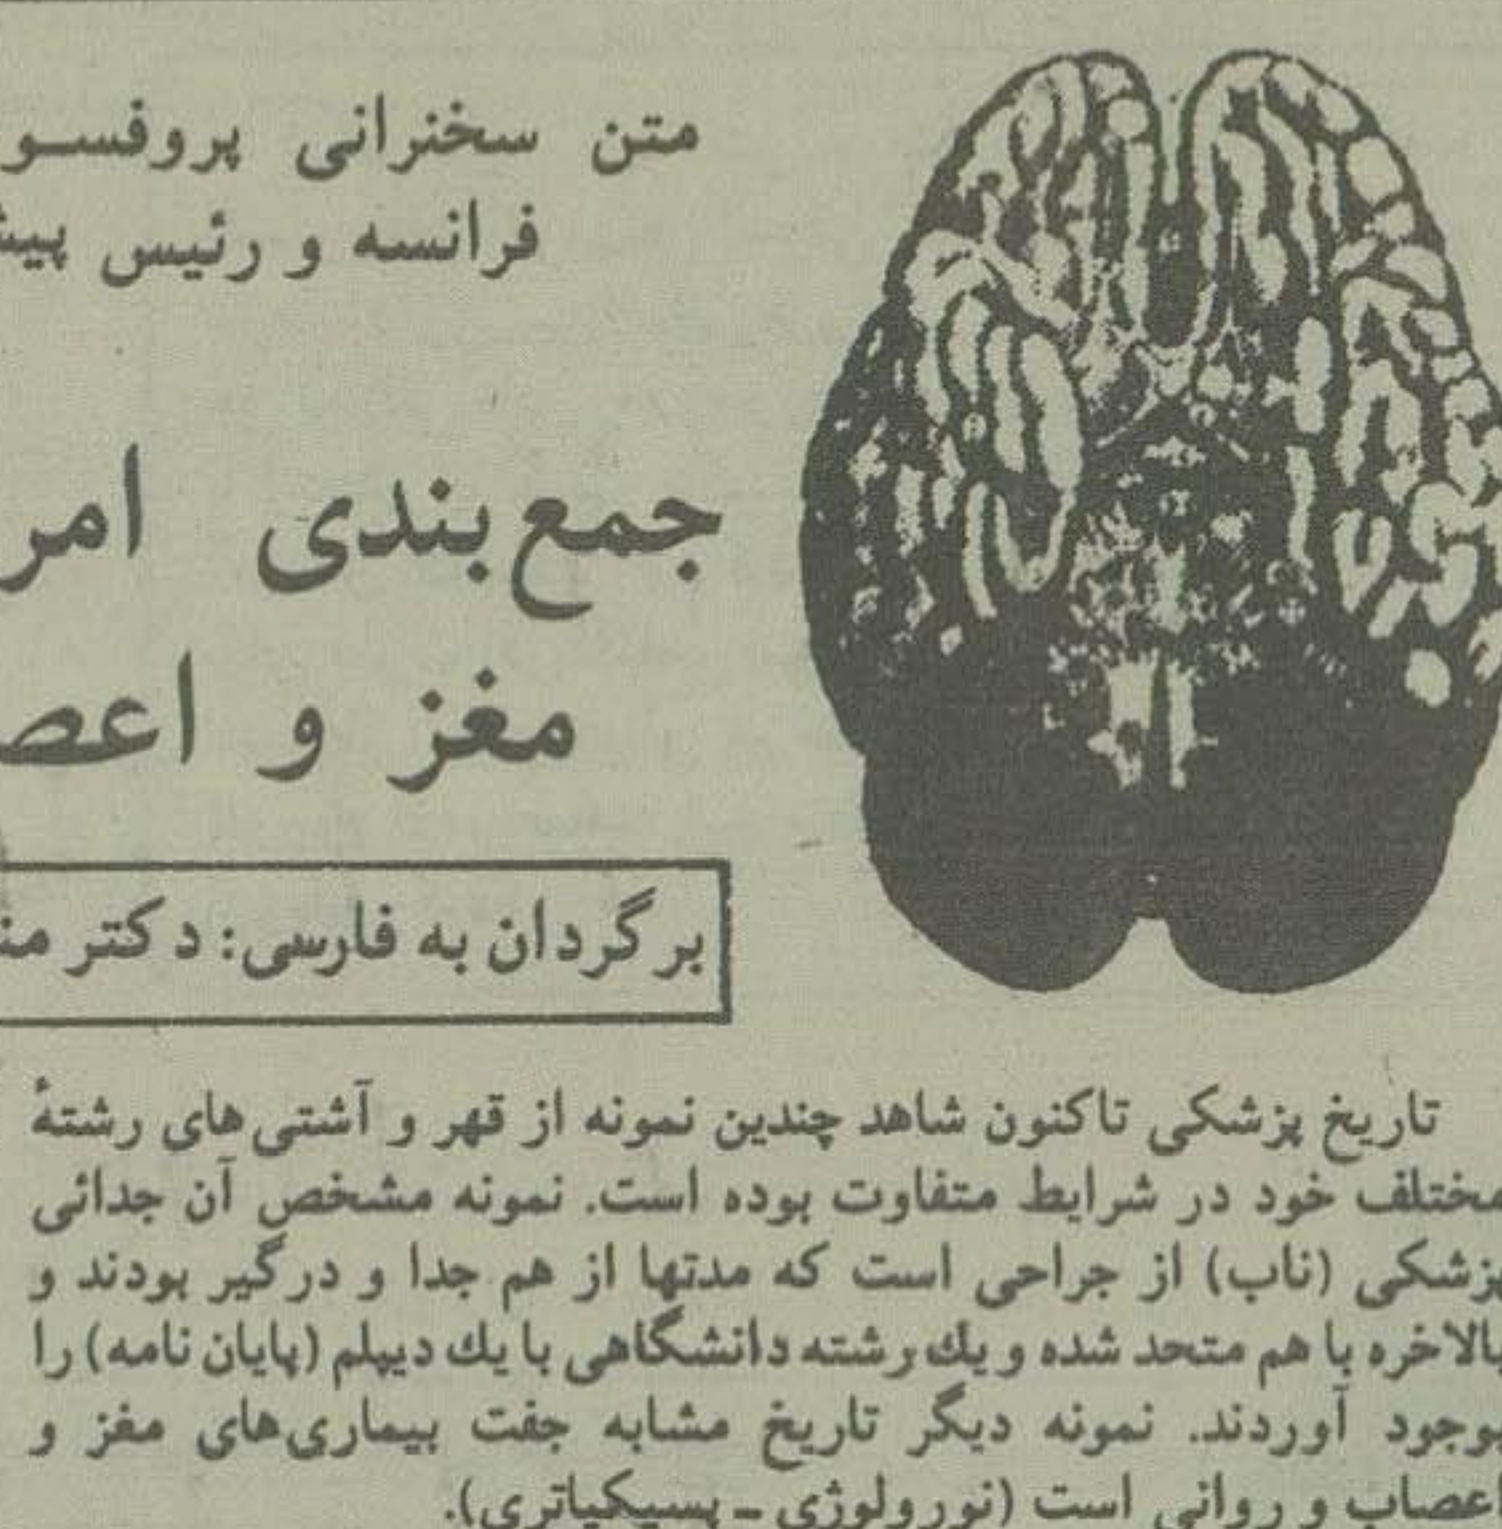 متن سخنرانی پروفسو
فرانسه و رئیس پیش
جمع‌بندی امر
مغز و اعص
برگردان به فارسی: دکتر من
تاریخ پزشکی تاکنون شاهد چندین نمونه از قهر و آشتی‌های رشتهٔ
مختلف خود در شرایط متفاوت بوده است. نمونه مشخص آن جدائی
پزشکی (ناب) از جراحی است که مدتها از هم جدا و درگیر بودند و
بالاخره با هم متحد شده و یك رشته دانشگاهی با یك دیپلم (پایان نامه) را
بوجود آوردند. نمونه دیگر تاریخ مشابه جفت بیماری‌های مغز و
اعصاب و روانی است (نورولوژی ـ پسیکیاتری).